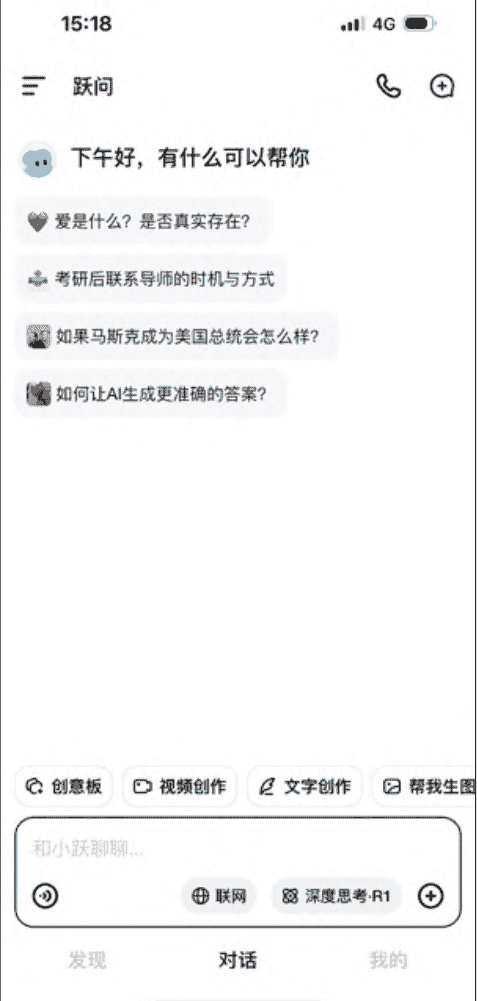 15:18 4G
跃问
下午好，有什么可以帮你
爱是什么？是否真实存在？
考研后联系导师的时机与方式
如果马斯克成为美国总统会怎么样？
如何让AI生成更准确的答案？
创意板 视频创作 文字创作 帮我生图
和小跃聊聊...
联网 深度思考·R1
发现 对话 我的